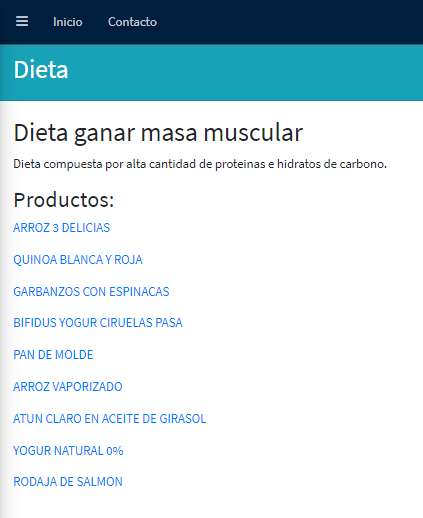 Inicio Contacto
Dieta
Dieta ganar masa muscular
Dieta compuesta por alta cantidad de proteinas e hidratos de carbono.
Productos:
ARROZ 3 DELICIAS
QUINOA BLANCA Y ROJA
GARBANZOS CON ESPINACAS
BIFIDUS YOGUR CIRUELAS PASA
PAN DE MOLDE
ARROZ VAPORIZADO
ATUN CLARO EN ACEITE DE GIRASOL
YOGUR NATURAL 0%
RODAJA DE SALMON